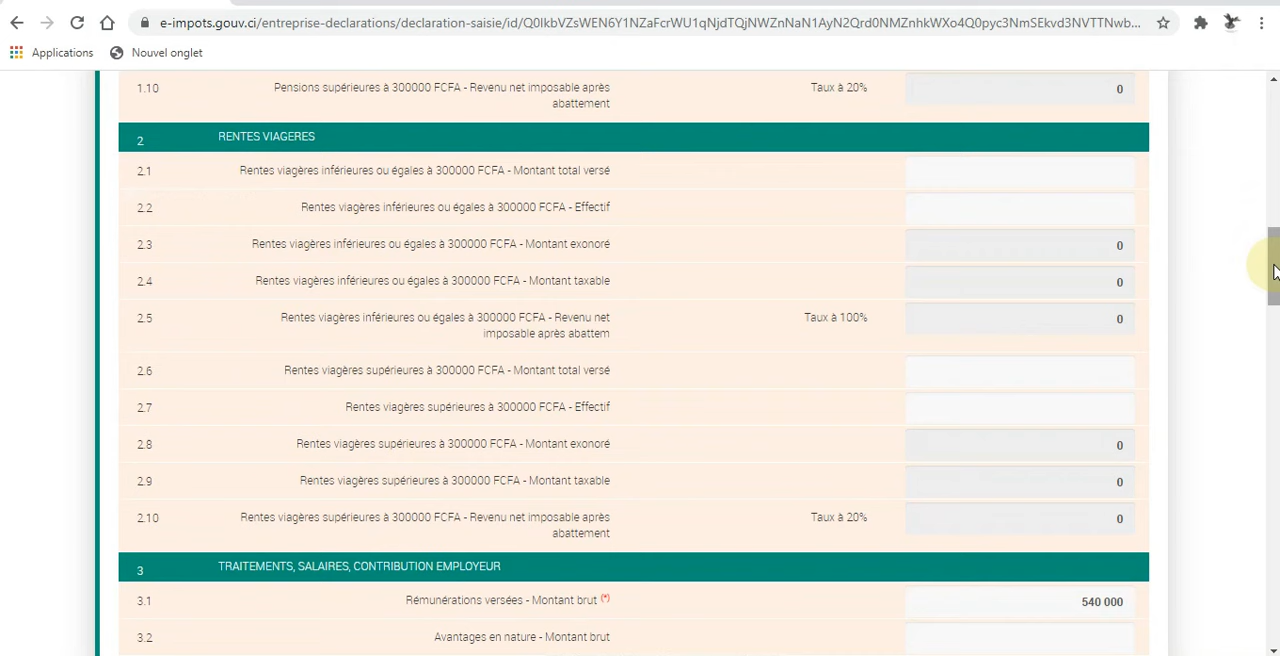 e-impots.gouv.ci/entreprise-declarations/declaration-saisie/id/
Applications
Nouvel onglet
1.10 Pensions supérieures à 300000 FCFA - Revenu net imposable après Taux à 20% 0
abattement
2 RENTES VIAGERES
2.1 Rentes viagères inférieures ou égales à 300000 FCFA - Montant total versé
2.2 Rentes viagères inférieures ou égales à 300000 FCFA - Effectif
2.3 Rentes viagères inférieures ou égales à 300000 FCFA - Montant exonoré 0
2.4 Rentes viagères inférieures ou égales à 300000 FCFA - Montant taxable 0
2.5 Rentes viagères inférieures ou égales à 300000 FCFA - Revenu net Taux à 100% 0
imposable après abattem
2.6 Rentes viagères supérieures à 300000 FCFA - Montant total versé
2.7 Rentes viagères supérieures à 300000 FCFA - Effectif
2.8 Rentes viagères supérieures à 300000 FCFA - Montant exonoré 0
2.9 Rentes viagères supérieures à 300000 FCFA - Montant taxable 0
2.10 Rentes viagères supérieures à 300000 FCFA - Revenu net imposable après Taux à 20% 0
abattement
3 TRAITEMENTS, SALAIRES, CONTRIBUTION EMPLOYEUR
3.1 Rémunérations versées - Montant brut (*) 540 000
3.2 Avantages en nature - Montant brut